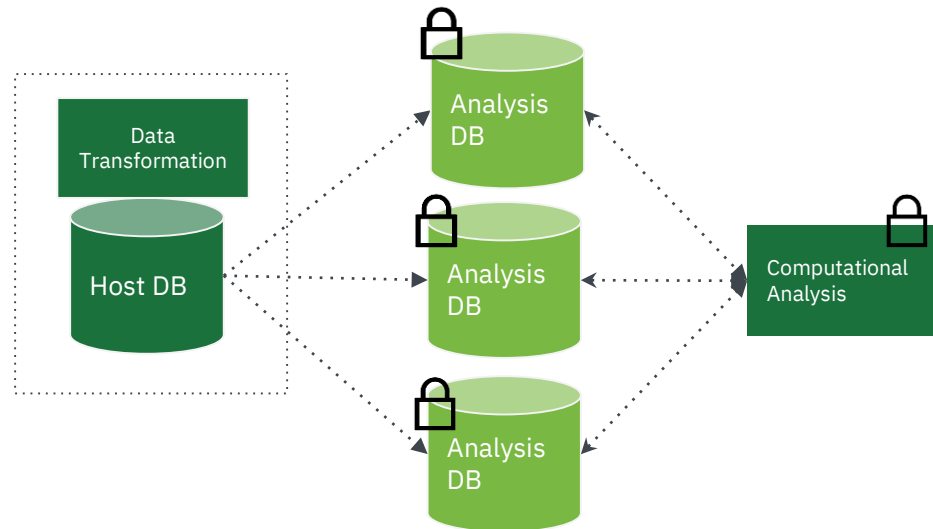 Data
Transformation
Host DB
Analysis
DB
Analysis
DB
Analysis
DB
Computational
Analysis